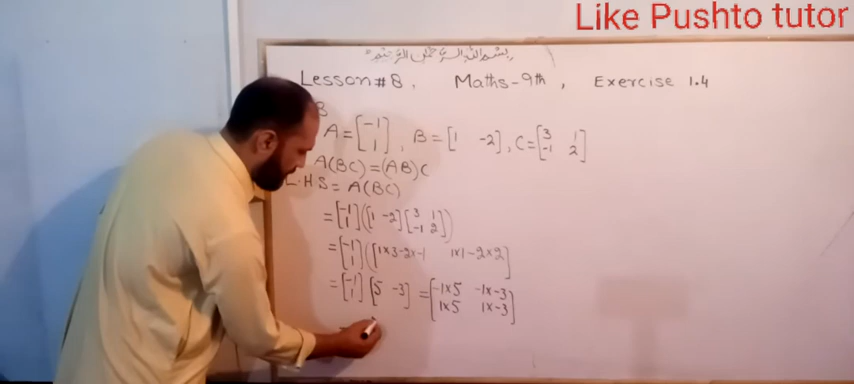 Like Pushto tutor
بسم الله الرحمن الرحيم
Lesson#8, Maths-9th, Exercise 1.4
A = [-1 1], B = [1 -2], C = [3 1 -1 2]
A(BC) = (AB)C
L.H.S = A(BC)
= [-1 1] ([1 -2] [3 1 -1 2])
= [-1 1] ([1×3-2×-1 1×1-2×2]
= [-1 1] [5 -3] = [-1×5 -1×-3 1×5 1×-3]